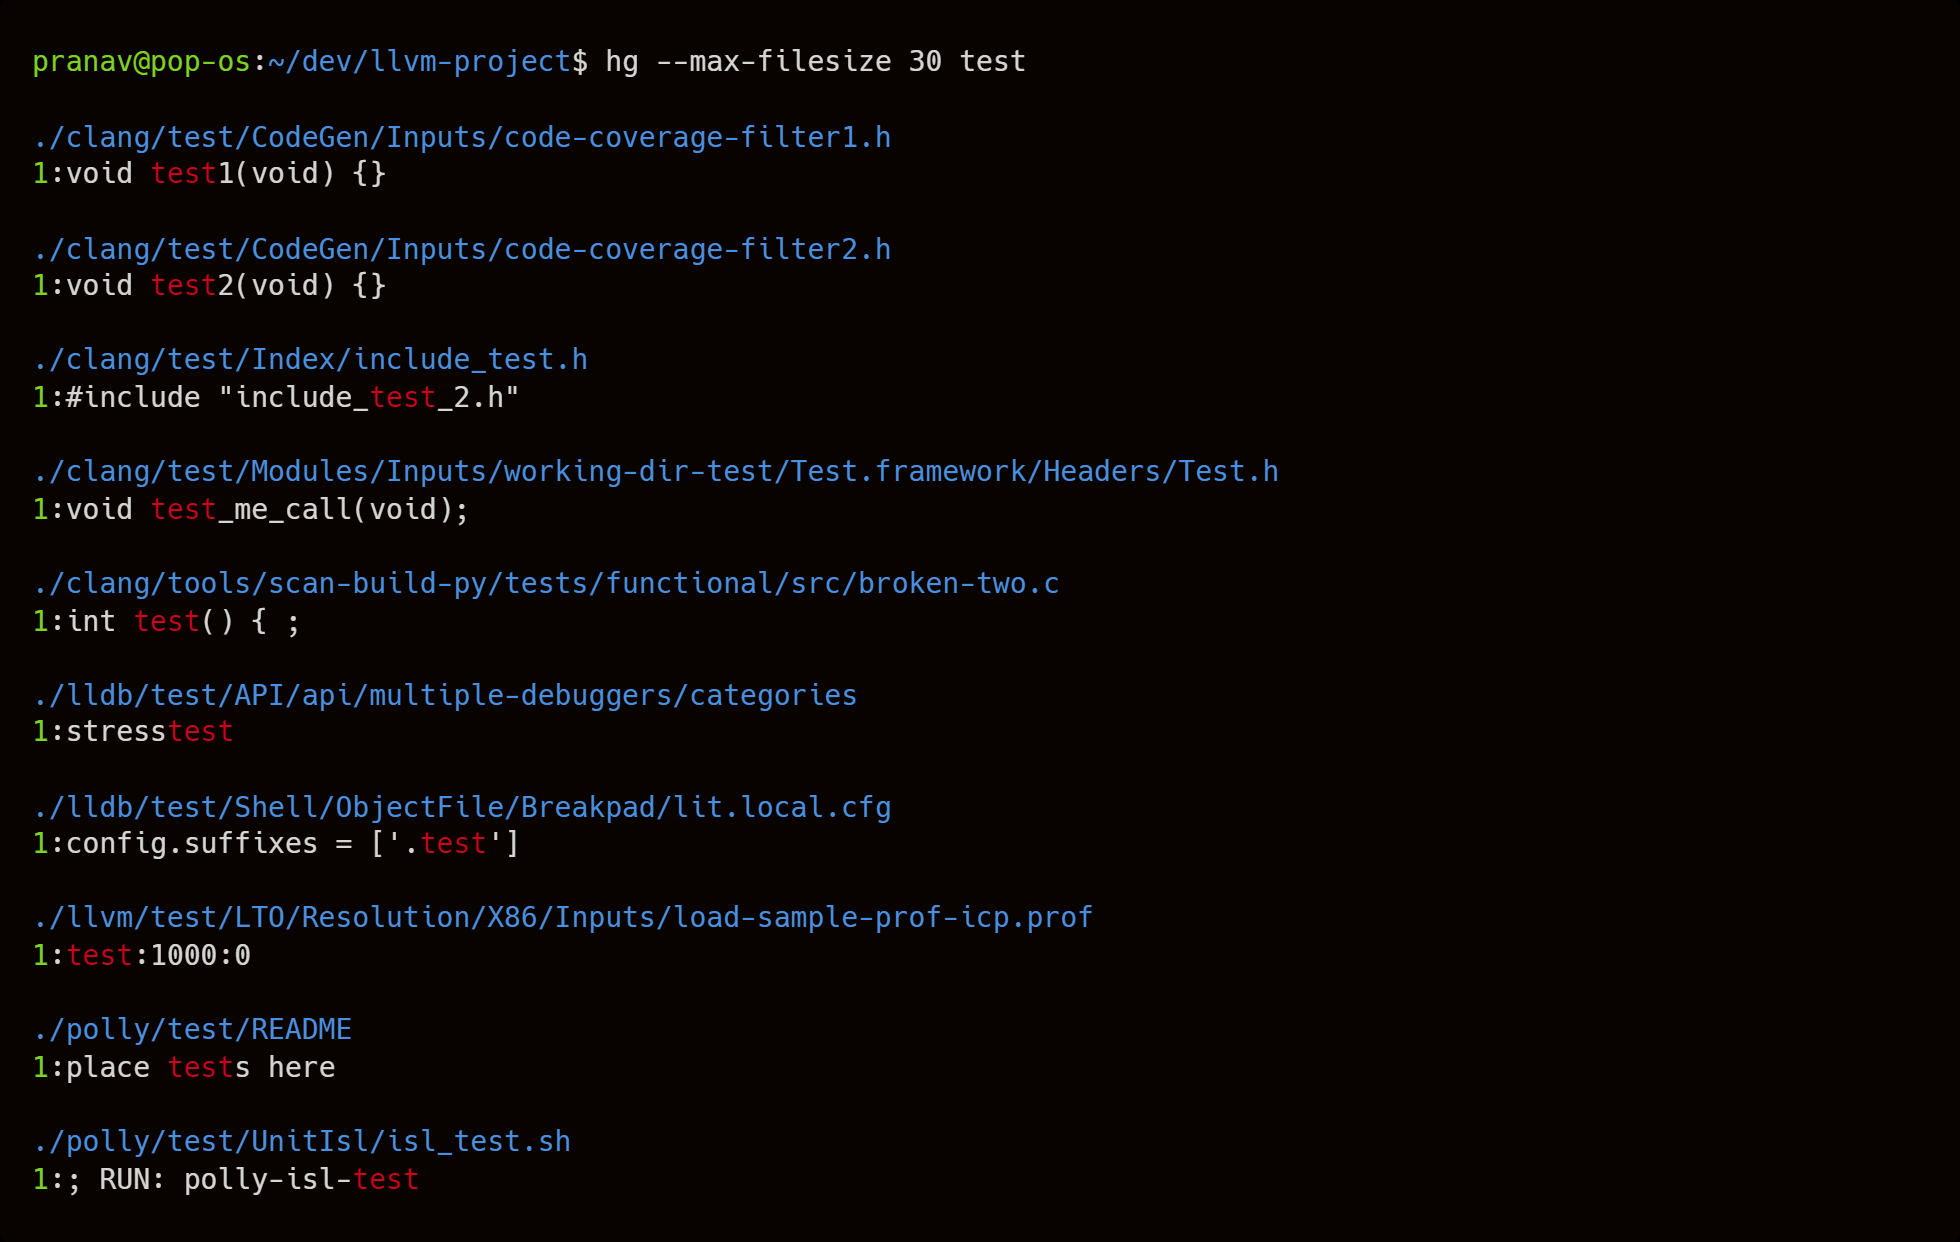 pranav@pop-os:~/dev/llvm-project$ hg --max-filesize 30 test
./clang/test/CodeGen/Inputs/code-coverage-filter1.h
1:void test1(void) {}
./clang/test/CodeGen/Inputs/code-coverage-filter2.h
1:void test2(void) {}
./clang/test/Index/include_test.h
1:#include "include_test_2.h"
./clang/test/Modules/Inputs/working-dir-test/Test.framework/Headers/Test.h
1:void test_me_call(void);
./clang/tools/scan-build-py/tests/functional/src/broken-two.c
1:int test() { ;
./lldb/test/API/api/multiple-debuggers/categories
1:stresstest
./lldb/test/Shell/ObjectFile/Breakpad/lit.local.cfg
1:config.suffixes = ['.test']
./llvm/test/LTO/Resolution/X86/Inputs/load-sample-prof-icp.prof
1:test:1000:0
./polly/test/README
1:place tests here
./polly/test/UnitIsl/isl_test.sh
1:; RUN: polly-isl-test